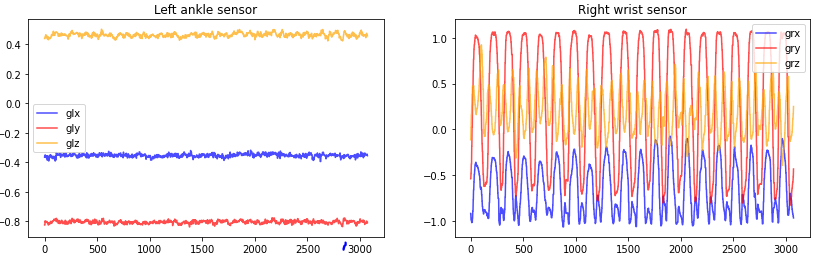 Left ankle sensor
0.4
0.2
0.0
−0.2
−0.4
−0.6
−0.8
glx
gly
glz
0 500 1000 1500 2000 2500 3000
Right wrist sensor
1.0
0.5
0.0
−0.5
−1.0
grx
gry
grz
0 500 1000 1500 2000 2500 3000